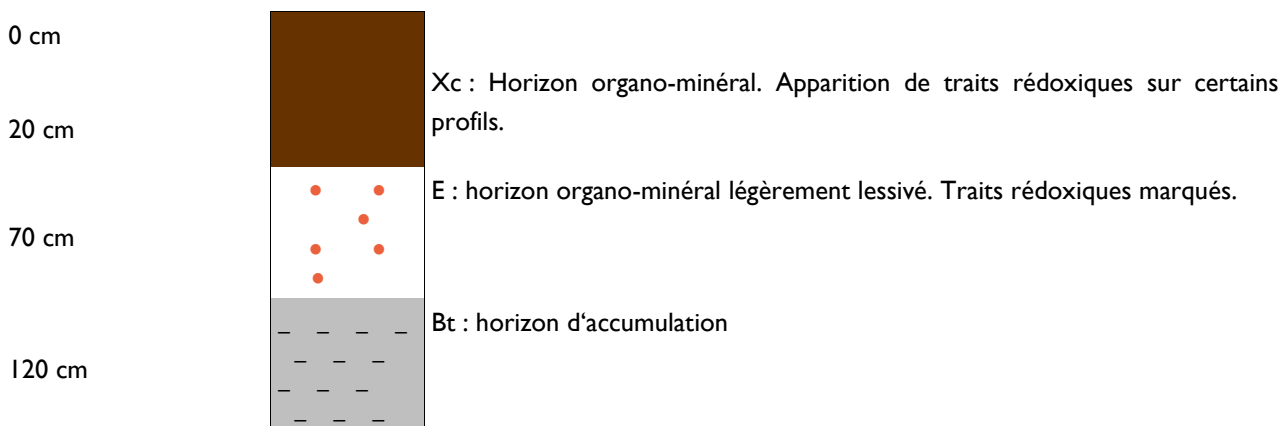 0 cm
Xc : Horizon organo-minéral. Apparition de traits rédoxiques sur certains
profils.
20 cm
E : horizon organo-minéral légèrement lessivé. Traits rédoxiques marqués.
70 cm
Bt : horizon d‘accumulation
120 cm